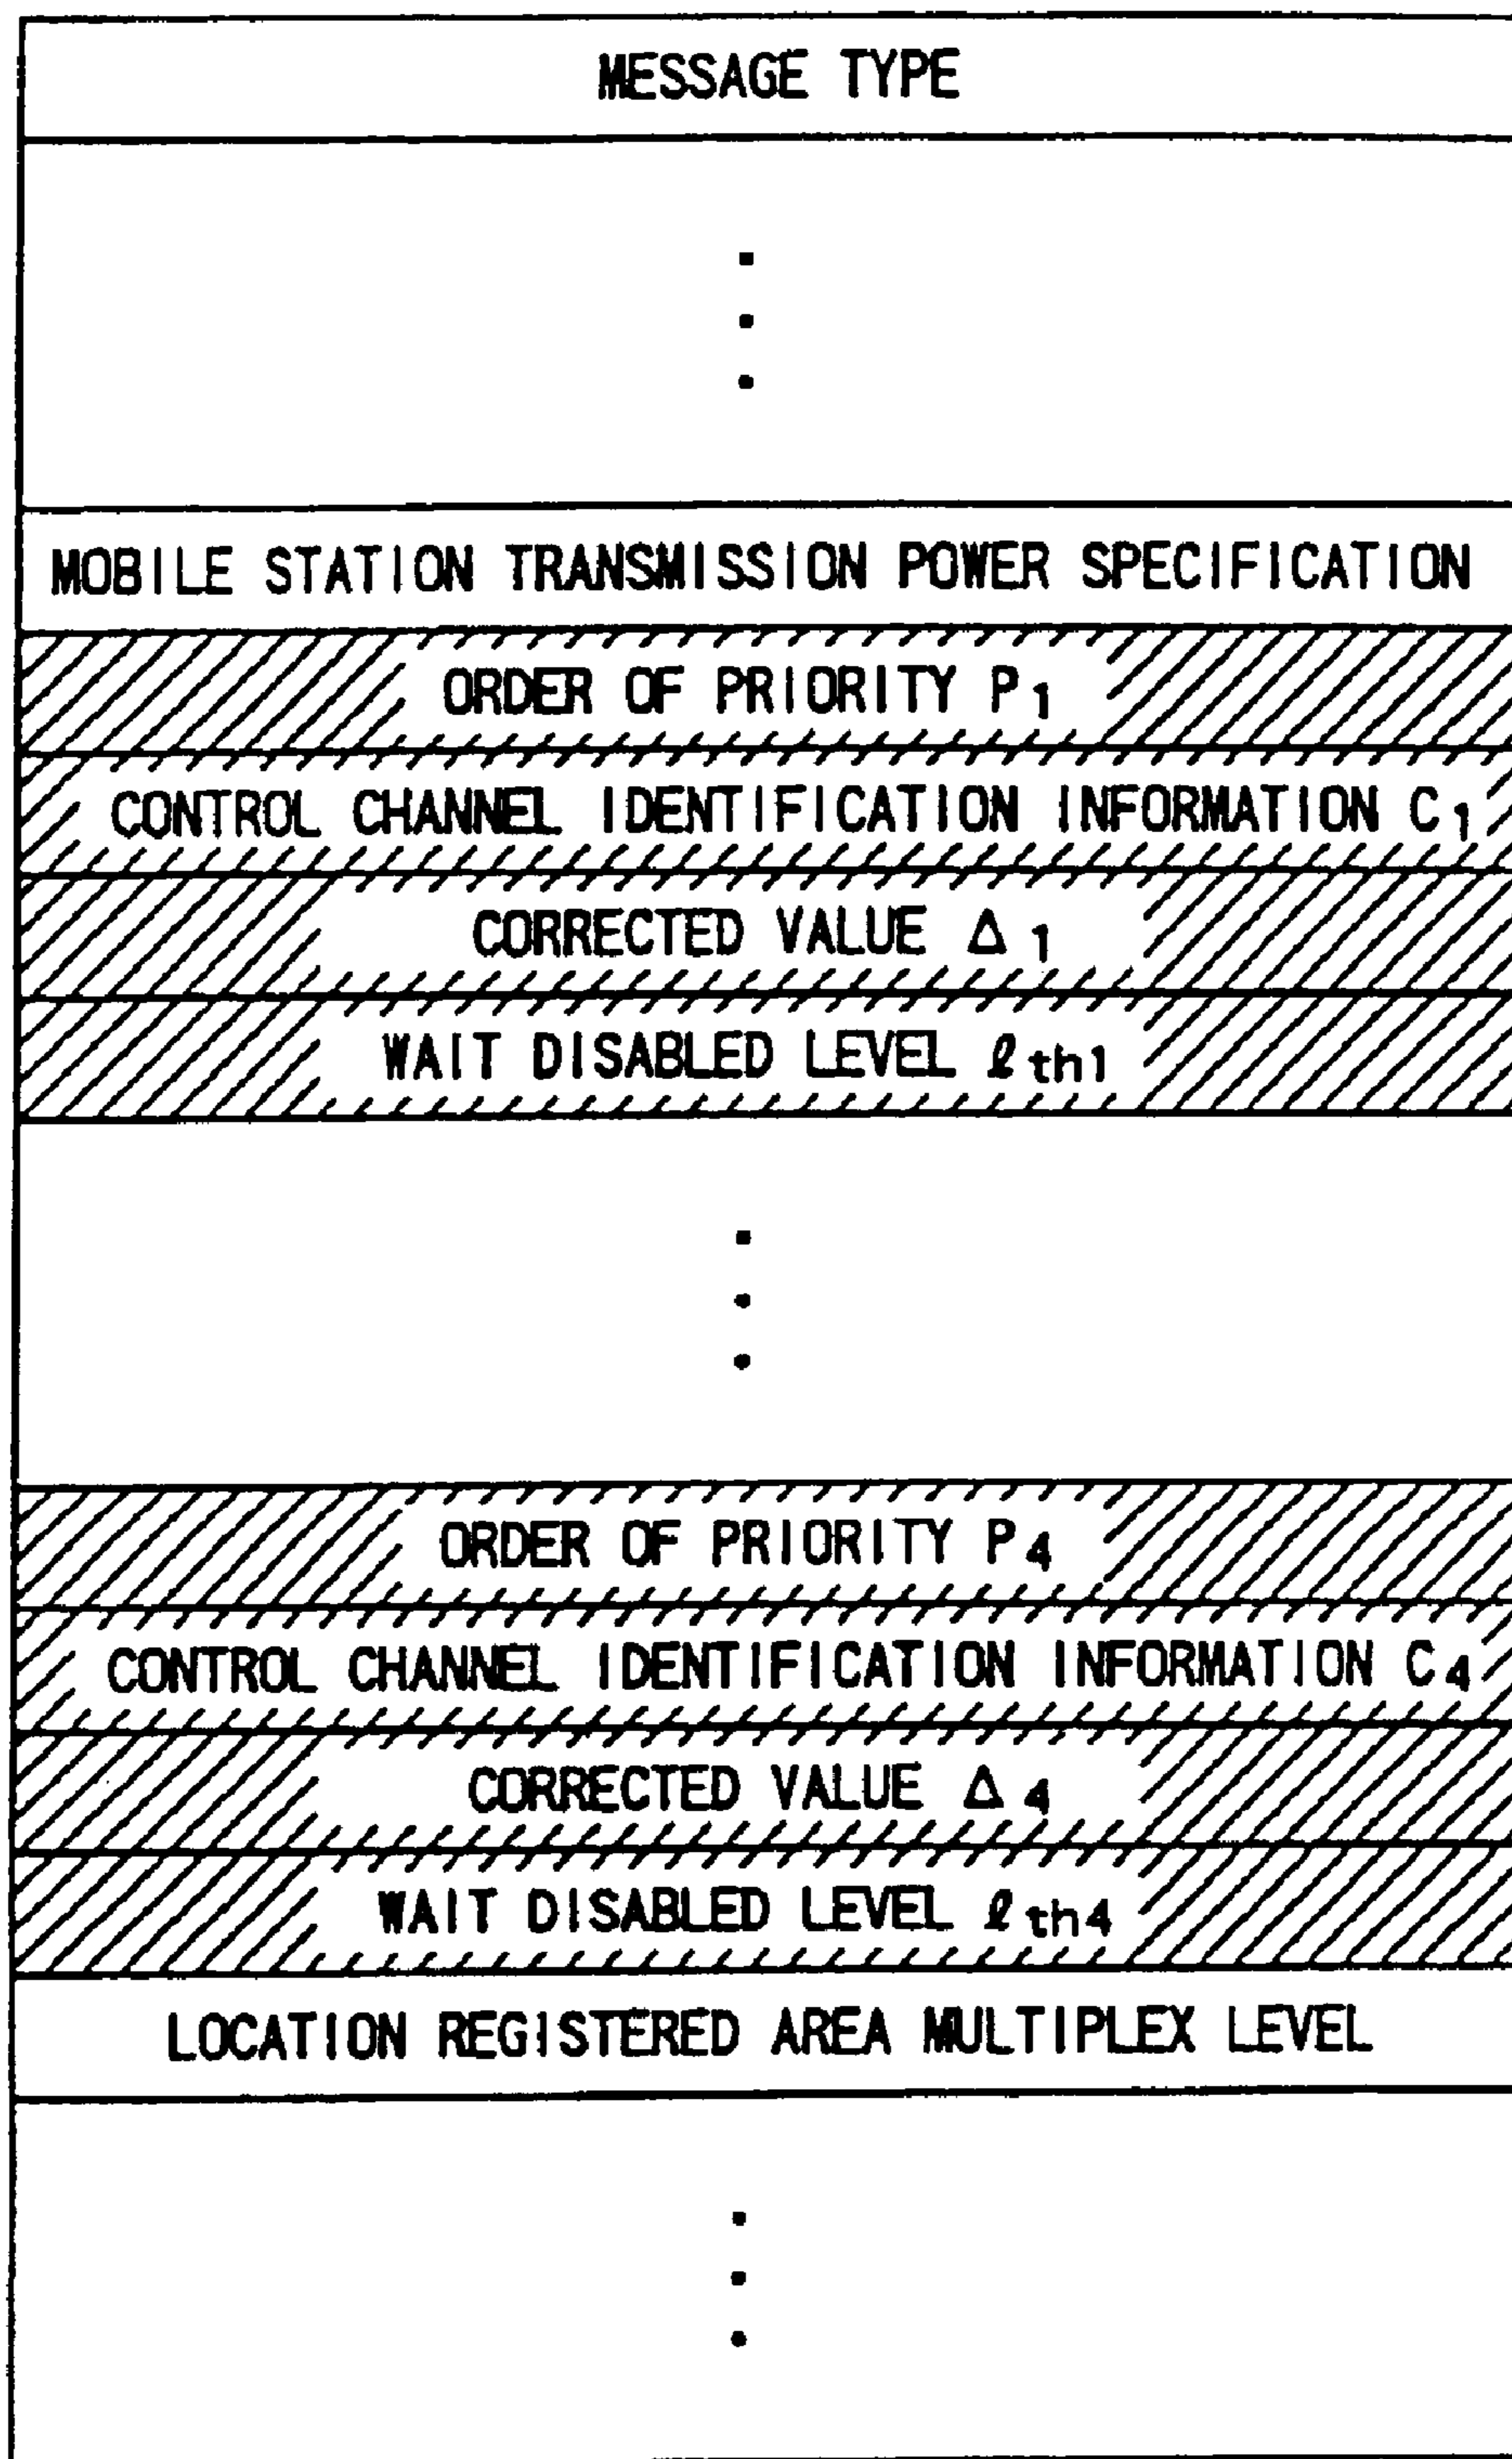 MESSAGE TYPE
MOBILE STATION TRANSMISSION POWER SPECIFICATION
ORDER OF PRIORITY P₁
CONTROL CHANNEL IDENTIFICATION INFORMATION C₁
CORRECTED VALUE Δ₁
WAIT DISABLED LEVEL ℓth1
ORDER OF PRIORITY P₄
CONTROL CHANNEL IDENTIFICATION INFORMATION C₄
CORRECTED VALUE Δ₄
WAIT DISABLED LEVEL ℓth4
LOCATION REGISTERED AREA MULTIPLEX LEVEL